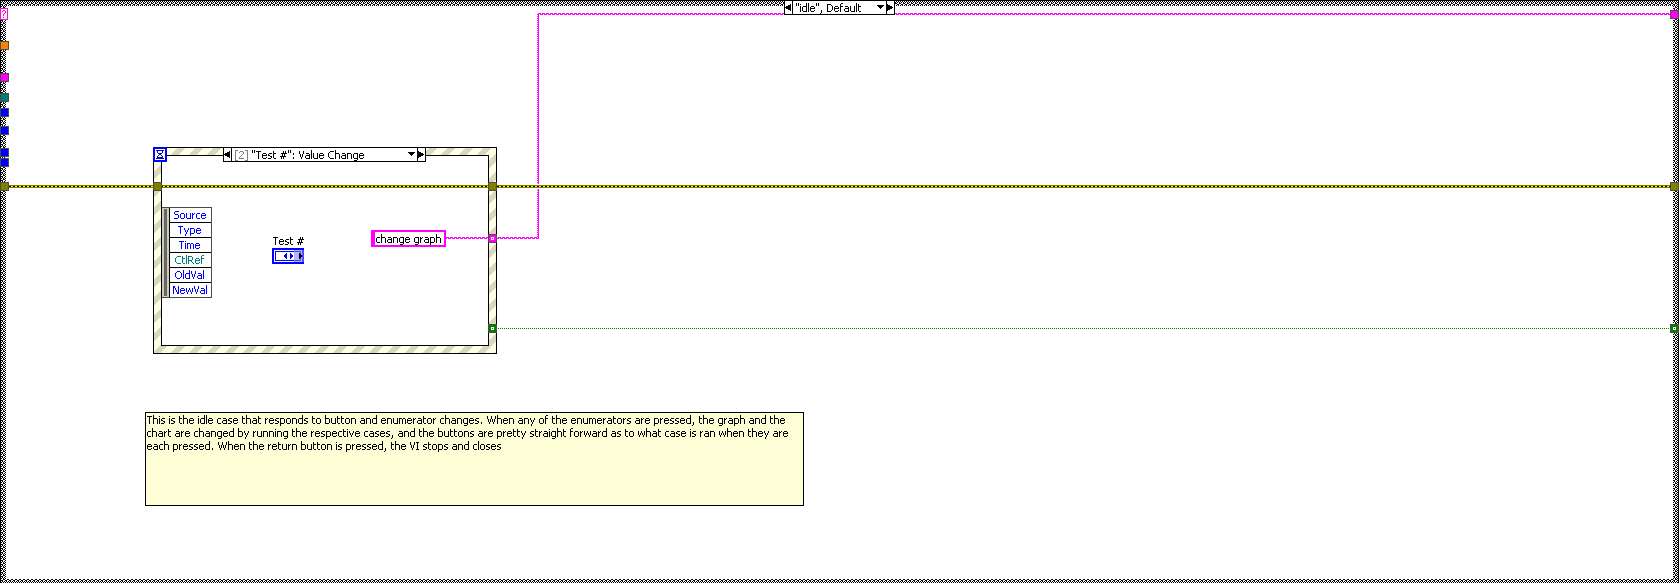 "idle", Default
?
[2] "Test #": Value Change
Source
Type
Time
CtlRef
OldVal
NewVal
Test #
change graph
This is the idle case that responds to button and enumerator changes. When any of the enumerators are pressed, the graph and the
chart are changed by running the respective cases, and the buttons are pretty straight forward as to what case is ran when they are
each pressed. When the return button is pressed, the VI stops and closes